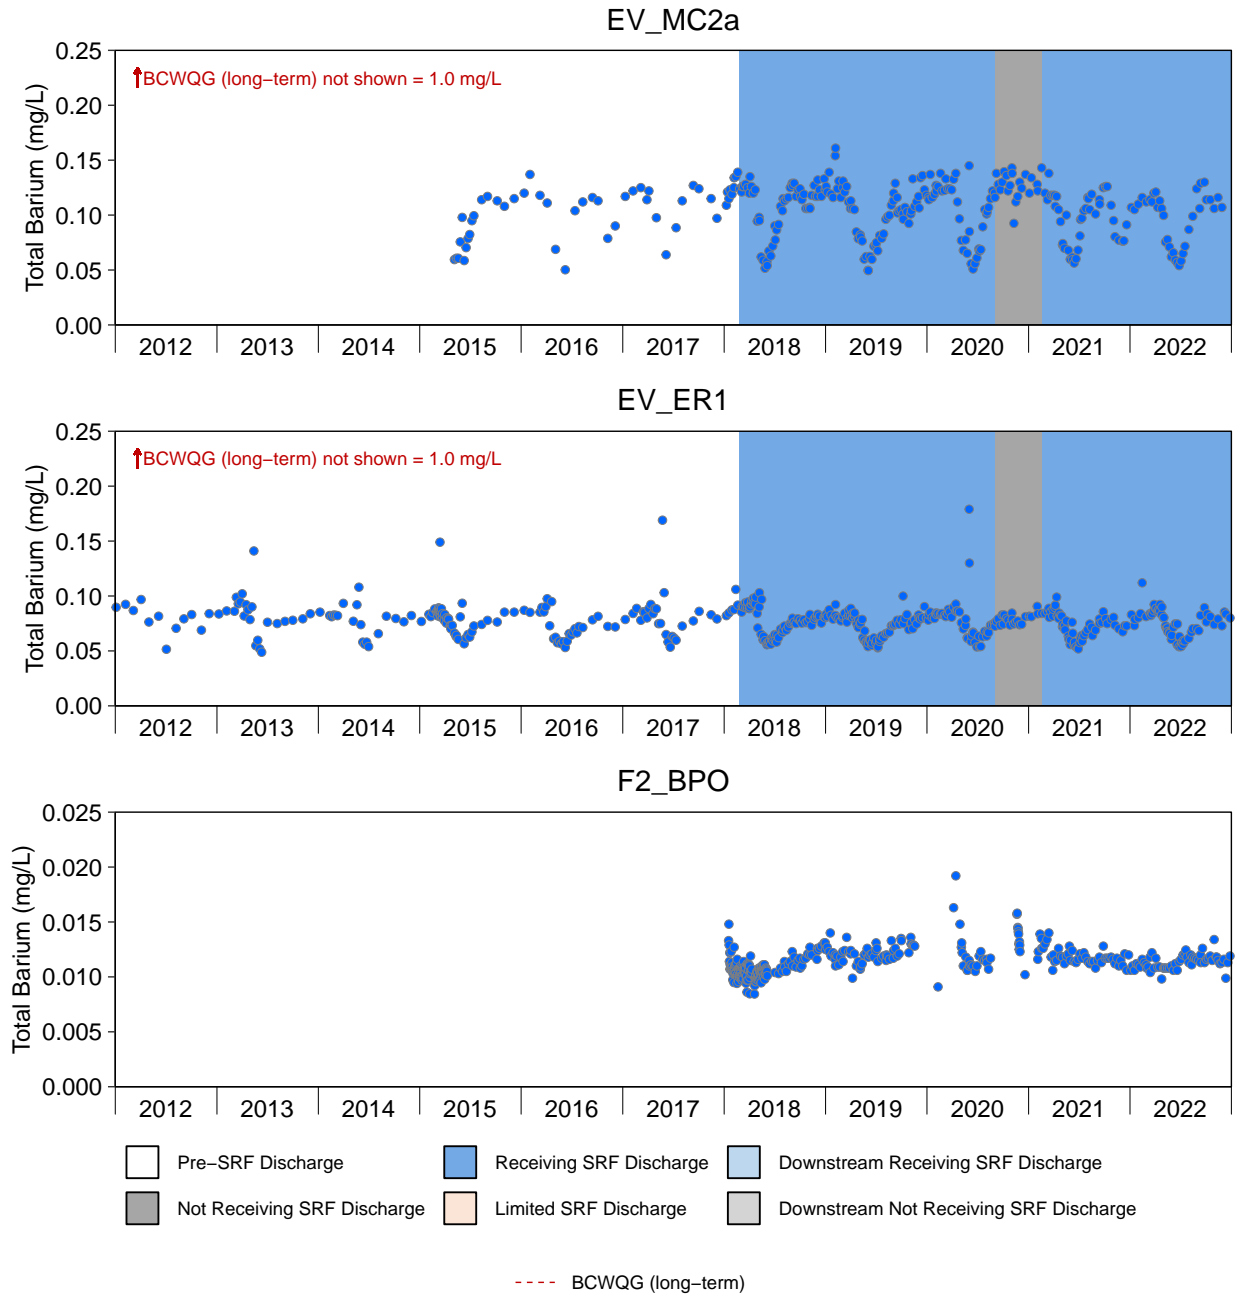 EV_MC2a
Total Barium (mg/L)
0.25
0.20
0.15
0.10
0.05
0.00
BCWQG (long−term) not shown = 1.0 mg/L
2012 2013 2014 2015 2016 2017 2018 2019 2020 2021 2022
EV_ER1
Total Barium (mg/L)
0.25
0.20
0.15
0.10
0.05
0.00
BCWQG (long−term) not shown = 1.0 mg/L
2012 2013 2014 2015 2016 2017 2018 2019 2020 2021 2022
F2_BPO
Total Barium (mg/L)
0.025
0.020
0.015
0.010
0.005
0.000
2012 2013 2014 2015 2016 2017 2018 2019 2020 2021 2022
Pre−SRF Discharge Receiving SRF Discharge Downstream Receiving SRF Discharge
Not Receiving SRF Discharge Limited SRF Discharge Downstream Not Receiving SRF Discharge
BCWQG (long−term)